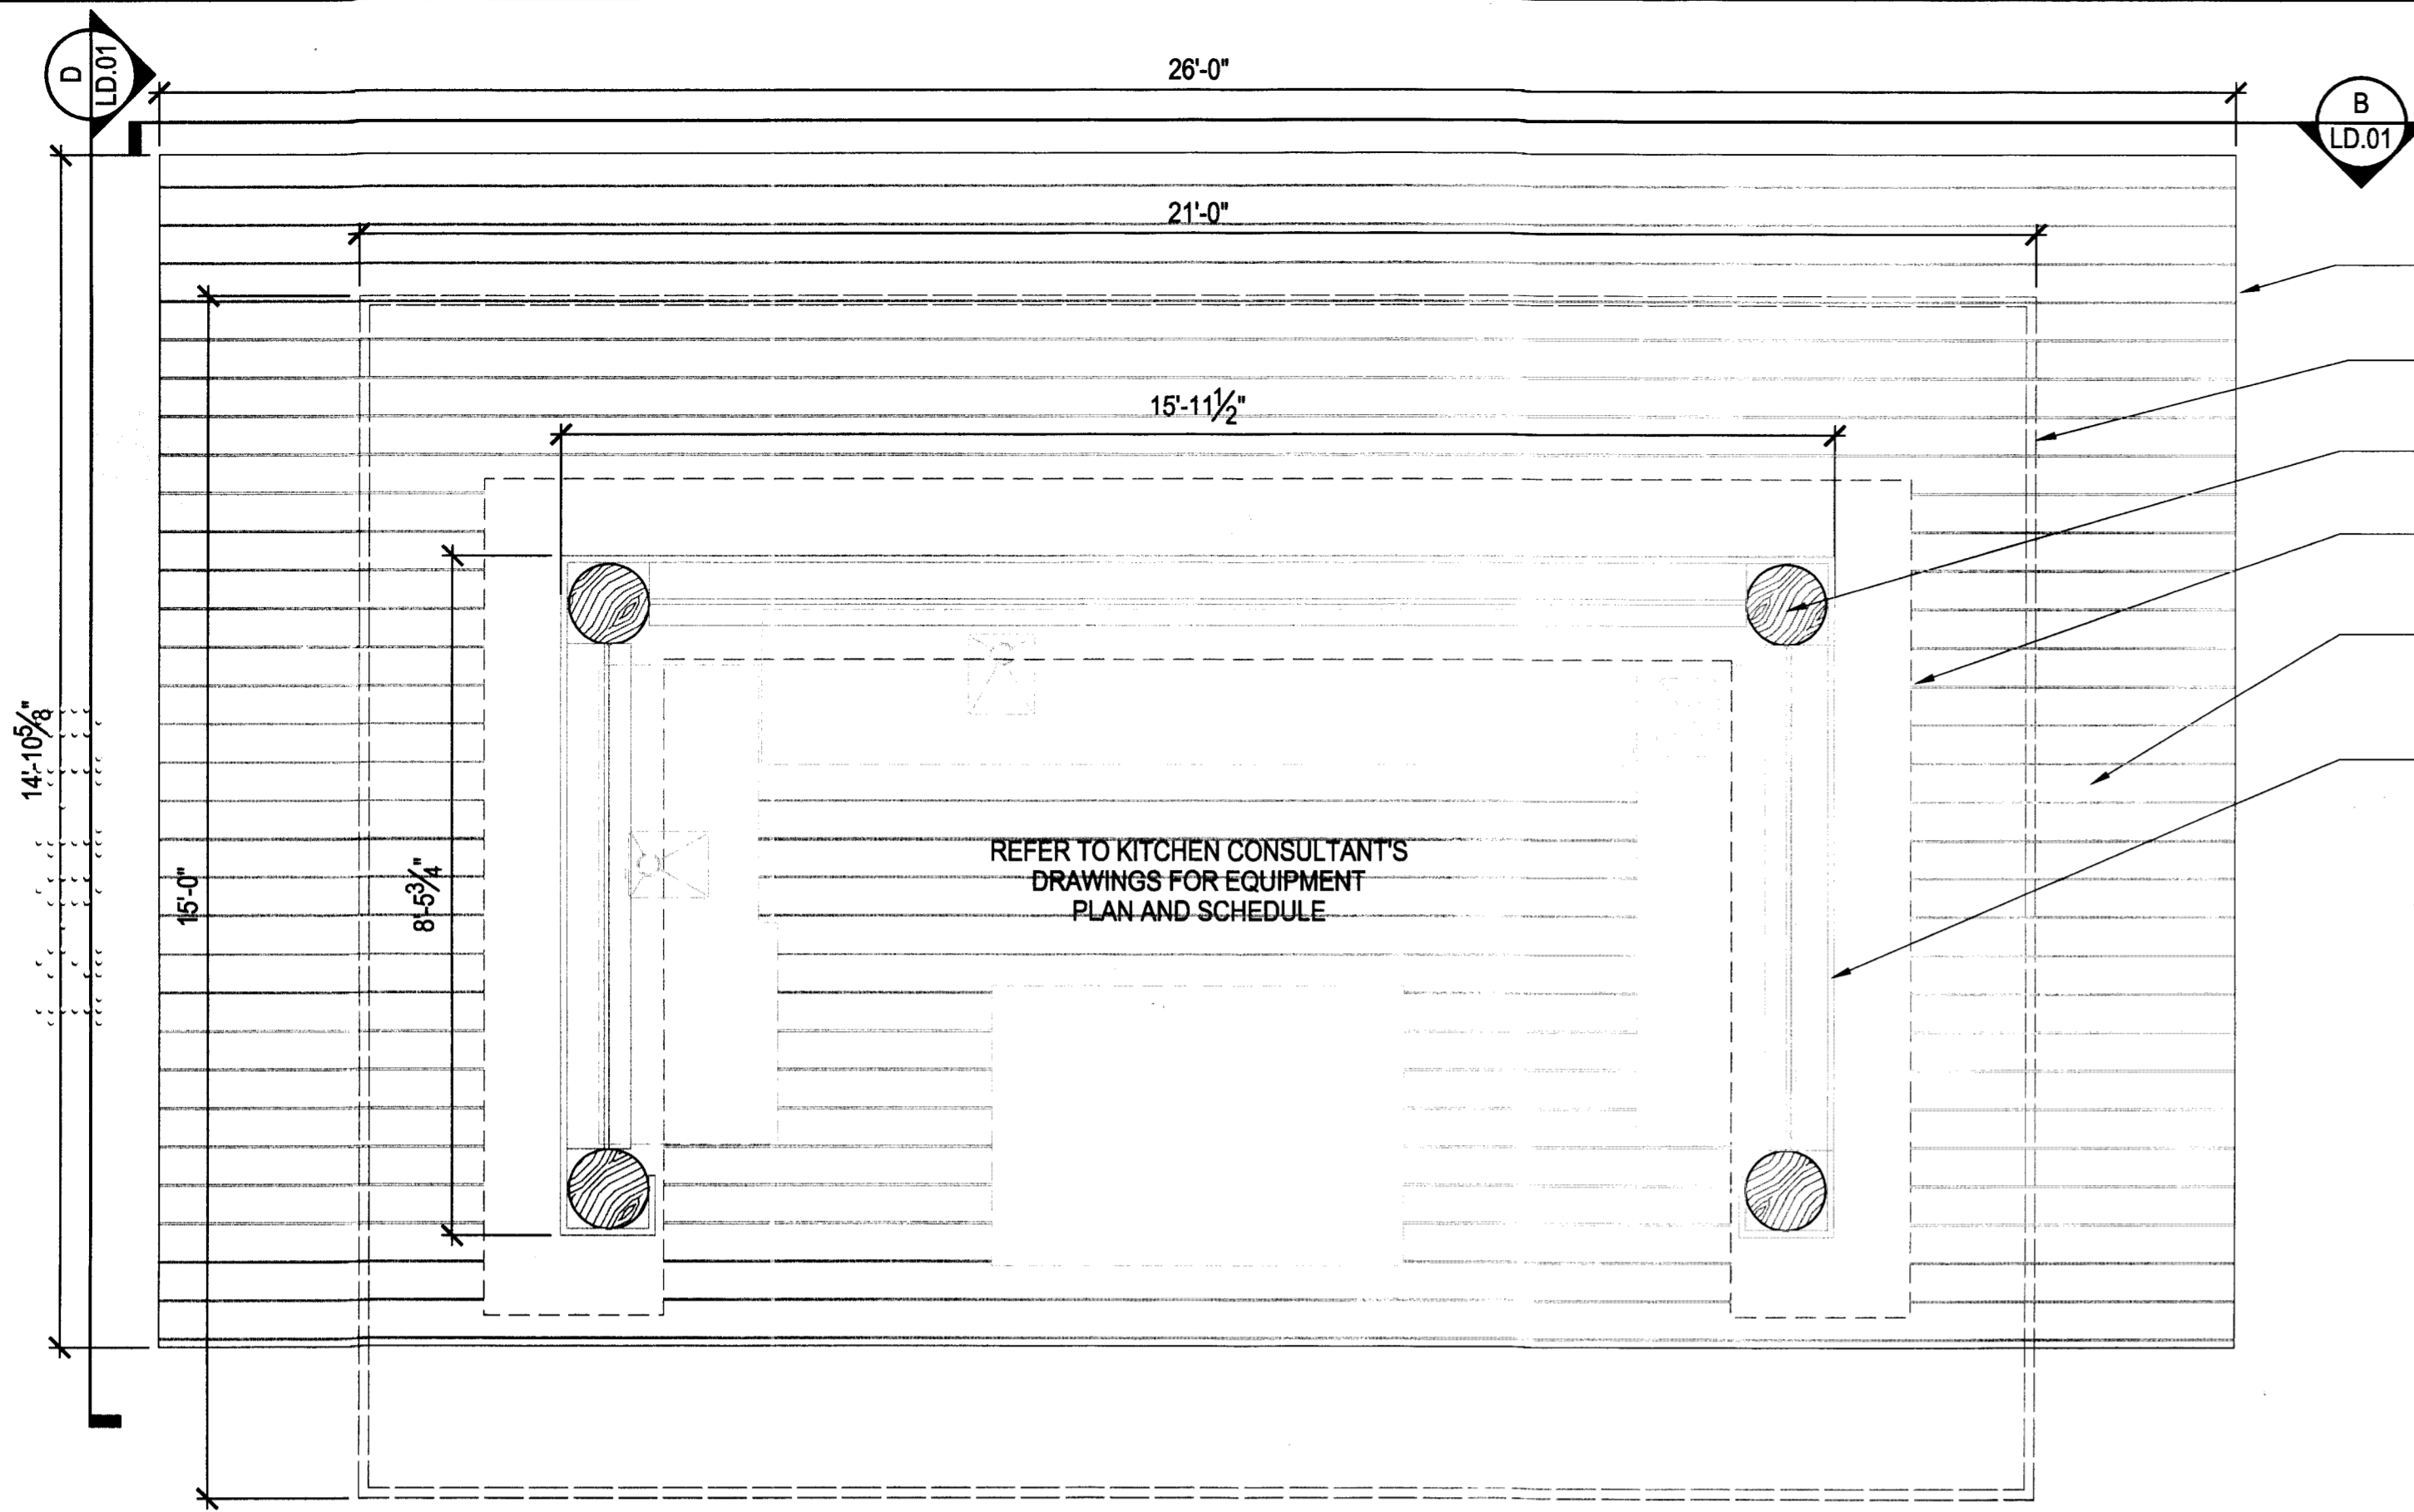 D
LD.01
26'-0"
B
LD.01
21'-0"
15'-11½"
14'-10⅝"
15'-0"
8'-5¾"
REFER TO KITCHEN CONSULTANT'S
DRAWINGS FOR EQUIPMENT
PLAN AND SCHEDULE